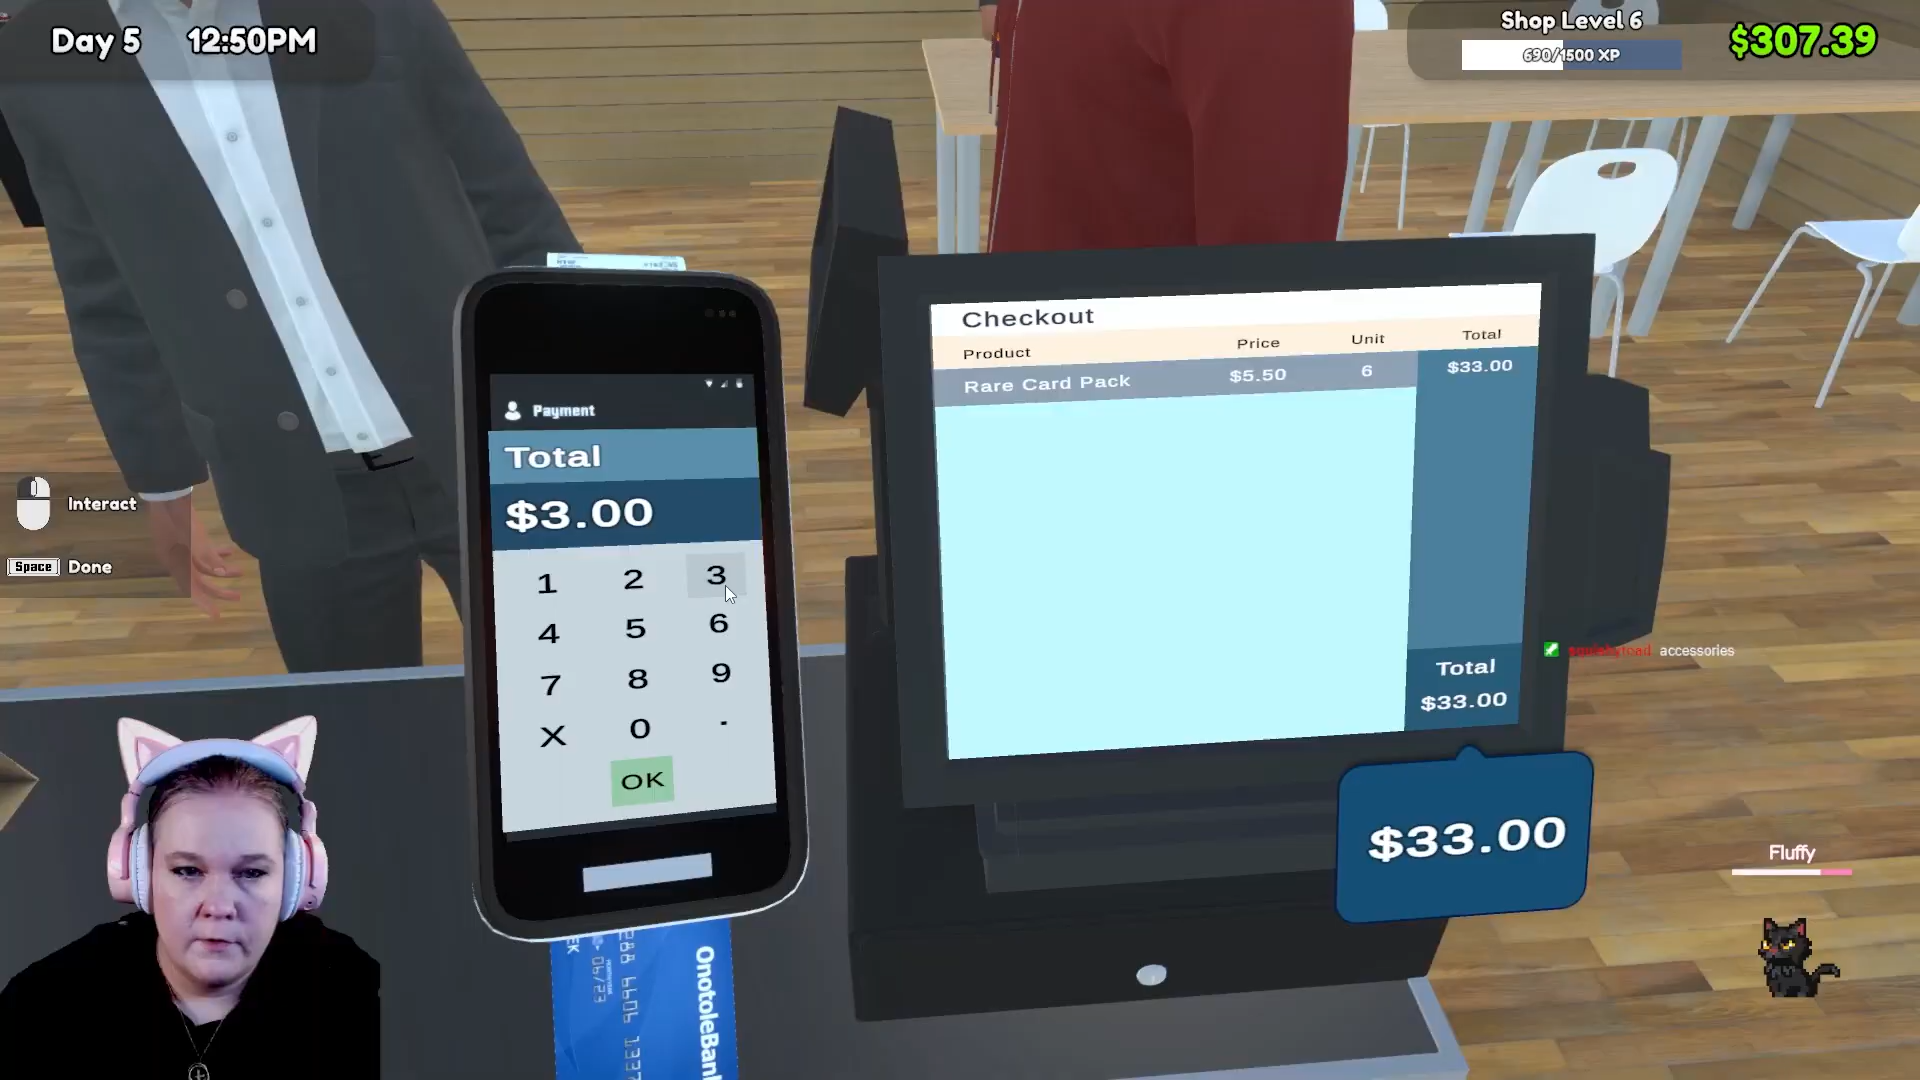 Day 5 12:50PM
Shop Level 6
690/1500 XP
$307.39
Interact
Space Done
Payment
Total
$3.00
1 2 3
4 5 6
7 8 9
X 0 .
OK
Checkout
Product Price Unit Total
Rare Card Pack $5.50 6 $33.00
Total
$33.00
$33.00
accessories
Fluffy
OnotoleBank
06/23